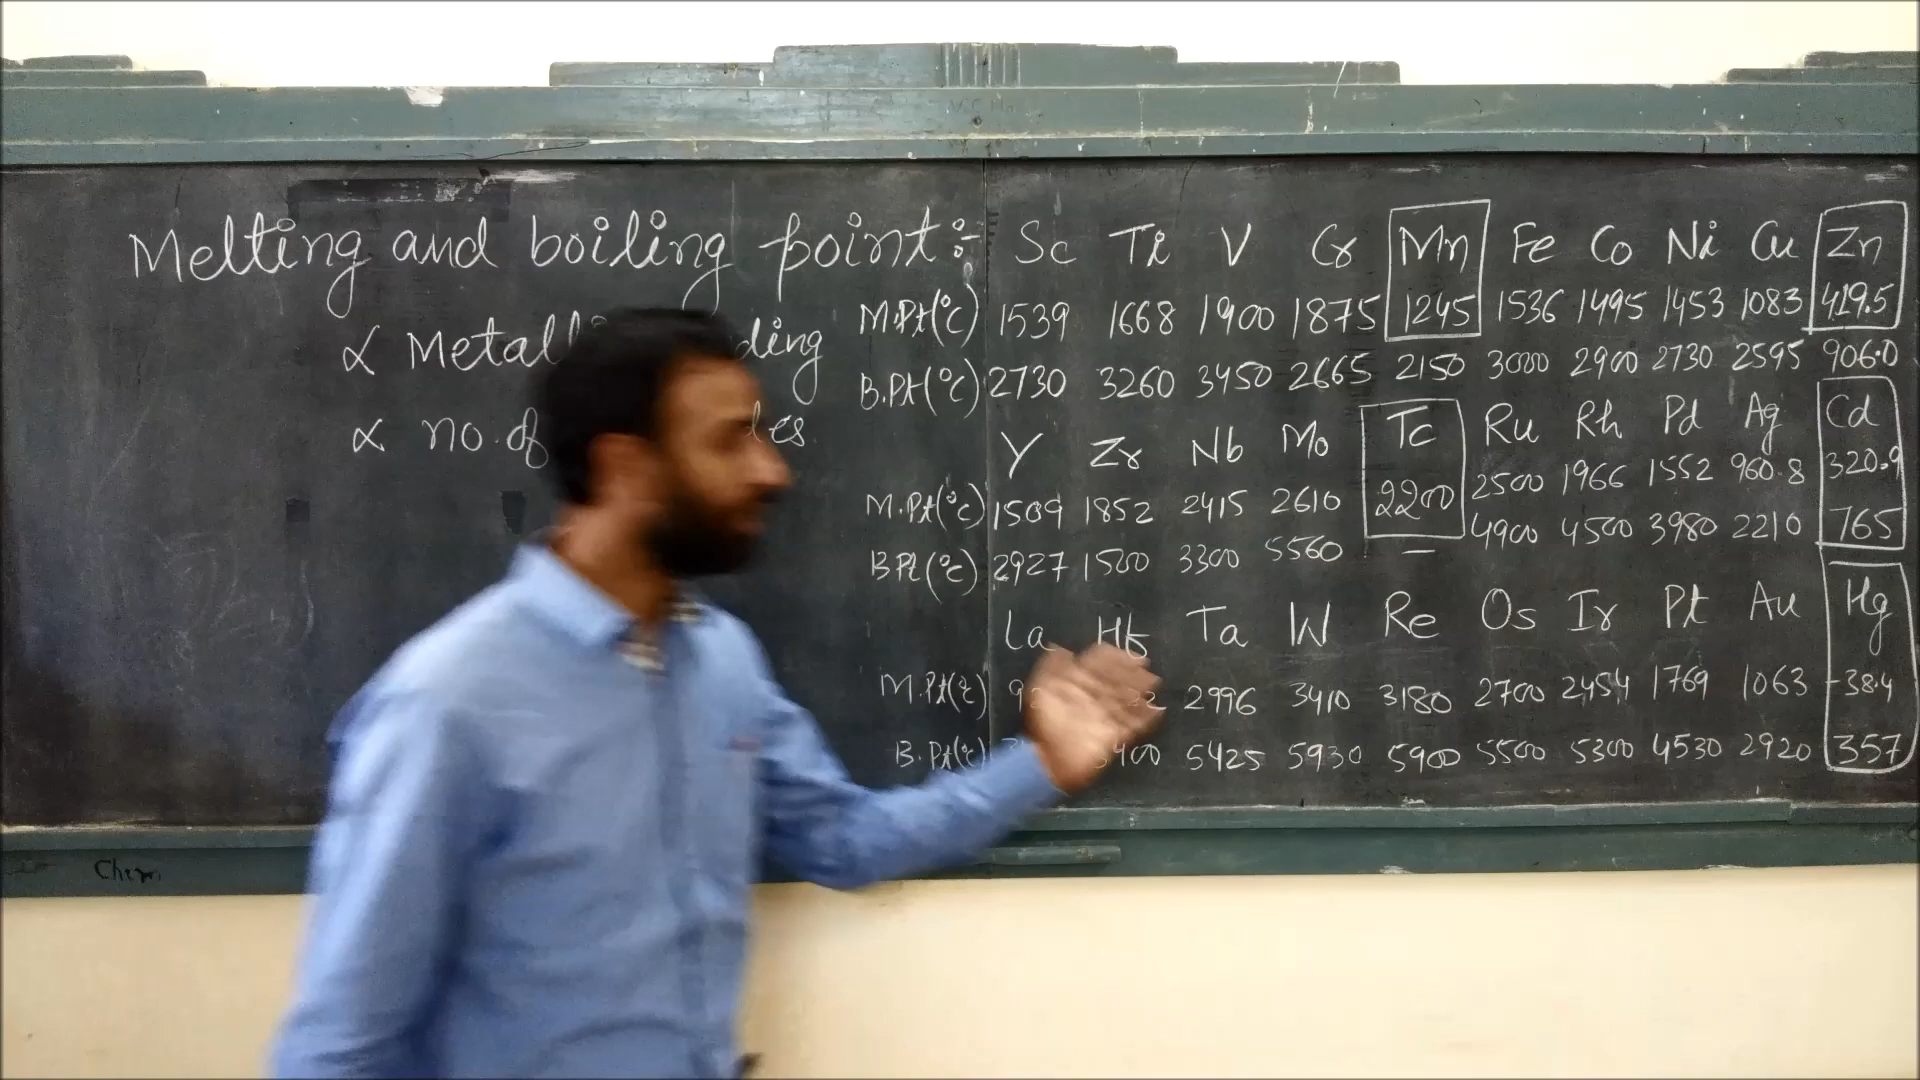 Melting and boiling point:-
∝ Metall ding
∝ no. of les
Sc Ti V Cr Mn Fe Co Ni Cu Zn
M.Pt(°C) 1539 1668 1900 1875 1245 1536 1495 1453 1083 419.5
B.Pt(°C) 2730 3260 3450 2665 2150 3000 2900 2730 2595 906.0
Y Zr Nb Mo Tc Ru Rh Pd Ag Cd
M.Pt(°C) 1509 1852 2415 2610 2200 2500 1966 1552 960.8 320.9
B.Pt(°C) 2927 1500 3300 5560 — 4900 4500 3980 2210 765
La Hf Ta W Re Os Ir Pt Au Hg
M.Pt(°C) 2996 3410 3180 2700 2454 1769 1063 -38.4
B.Pt(°C) 5400 5425 5930 5900 5500 5300 4530 2920 357
Chem